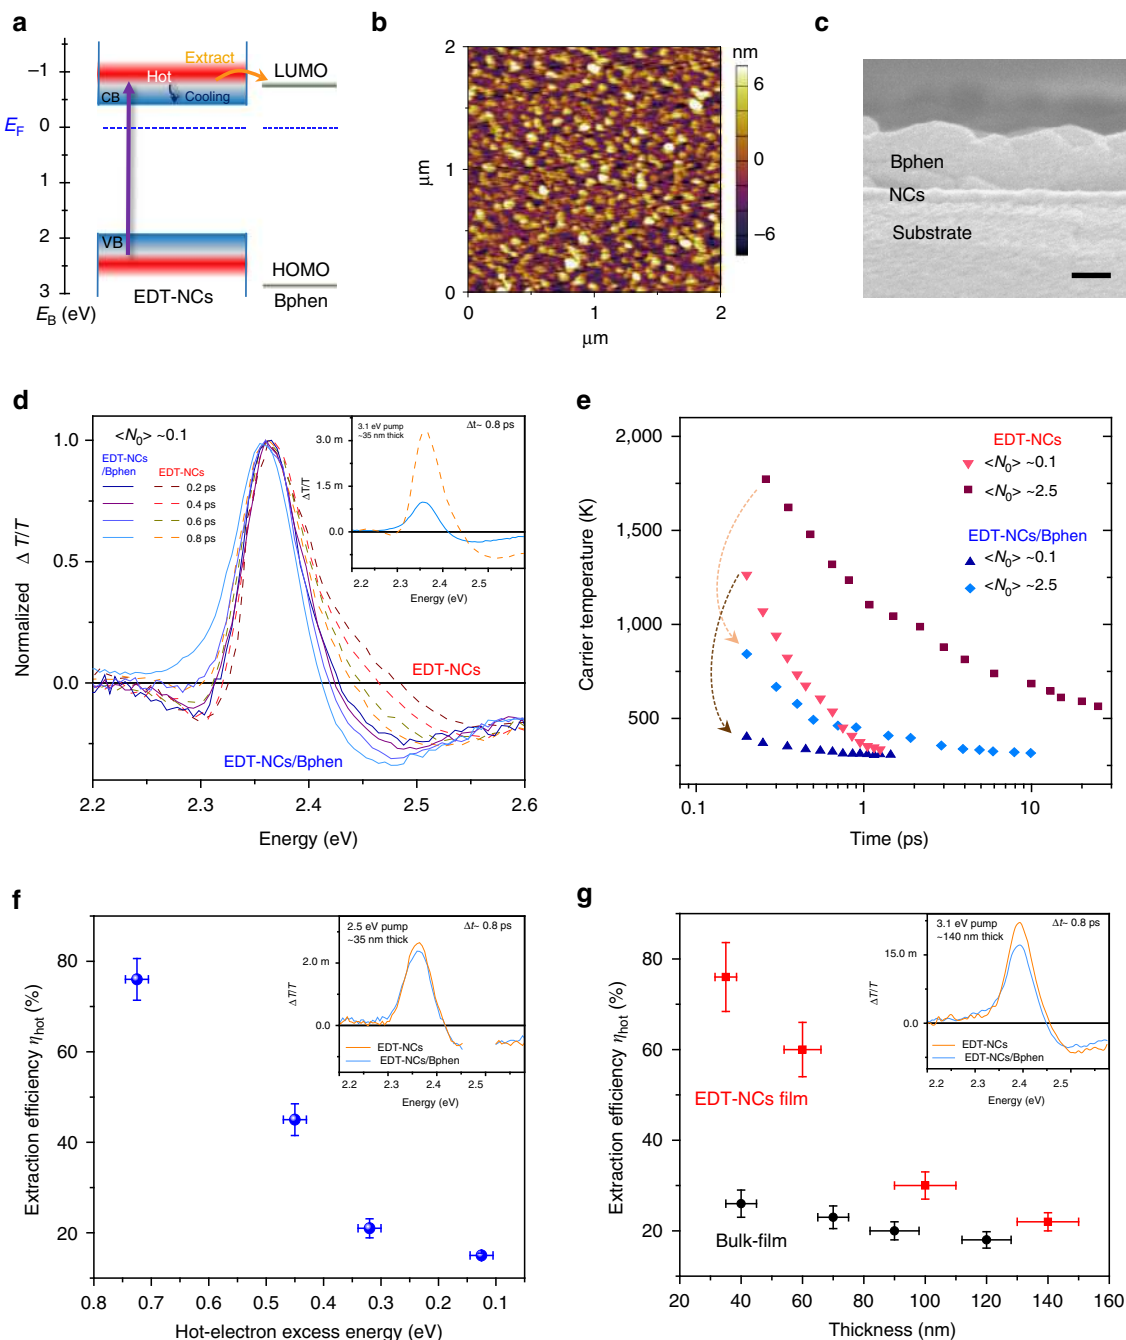 a
−1
0
1
2
3
E_F
E_B (eV)
Extract
Hot
Cooling
CB
VB
LUMO
HOMO
EDT-NCs
Bphen
b
2
1
0
μm
0
1
2
μm
nm
6
0
−6
c
Bphen
NCs
Substrate
d
<N₀> ~0.1
EDT-NCs
/Bphen
EDT-NCs
0.2 ps
0.4 ps
0.6 ps
0.8 ps
Normalized Δ T/T
1.0
0.5
0.0
2.2 2.3 2.4 2.5 2.6
Energy (eV)
EDT-NCs
EDT-NCs/Bphen
3.1 eV pump
~35 nm thick
Δt~ 0.8 ps
ΔT/T
3.0 m
1.5 m
0.0
2.2 2.3 2.4 2.5
Energy (eV)
e
Carrier temperature (K)
2,000
1,750
1,500
1,250
1,000
750
500
0.1 1 10
Time (ps)
EDT-NCs
<N₀> ~0.1
<N₀> ~2.5
EDT-NCs/Bphen
<N₀> ~0.1
<N₀> ~2.5
f
Extraction efficiency η_hot (%)
80
60
40
20
0.8 0.7 0.6 0.5 0.4 0.3 0.2 0.1
Hot-electron excess energy (eV)
2.5 eV pump
~35 nm thick
Δt~ 0.8 ps
ΔT/T
2.0 m
0.0
EDT-NCs
EDT-NCs/Bphen
2.2 2.3 2.4 2.5
Energy (eV)
g
Extraction efficiency η_hot (%)
80
60
40
20
0
20 40 60 80 100 120 140 160
Thickness (nm)
EDT-NCs film
Bulk-film
3.1 eV pump
~140 nm thick
Δt~ 0.8 ps
ΔT/T
15.0 m
0.0
EDT-NCs
EDT-NCs/Bphen
2.2 2.3 2.4 2.5
Energy (eV)